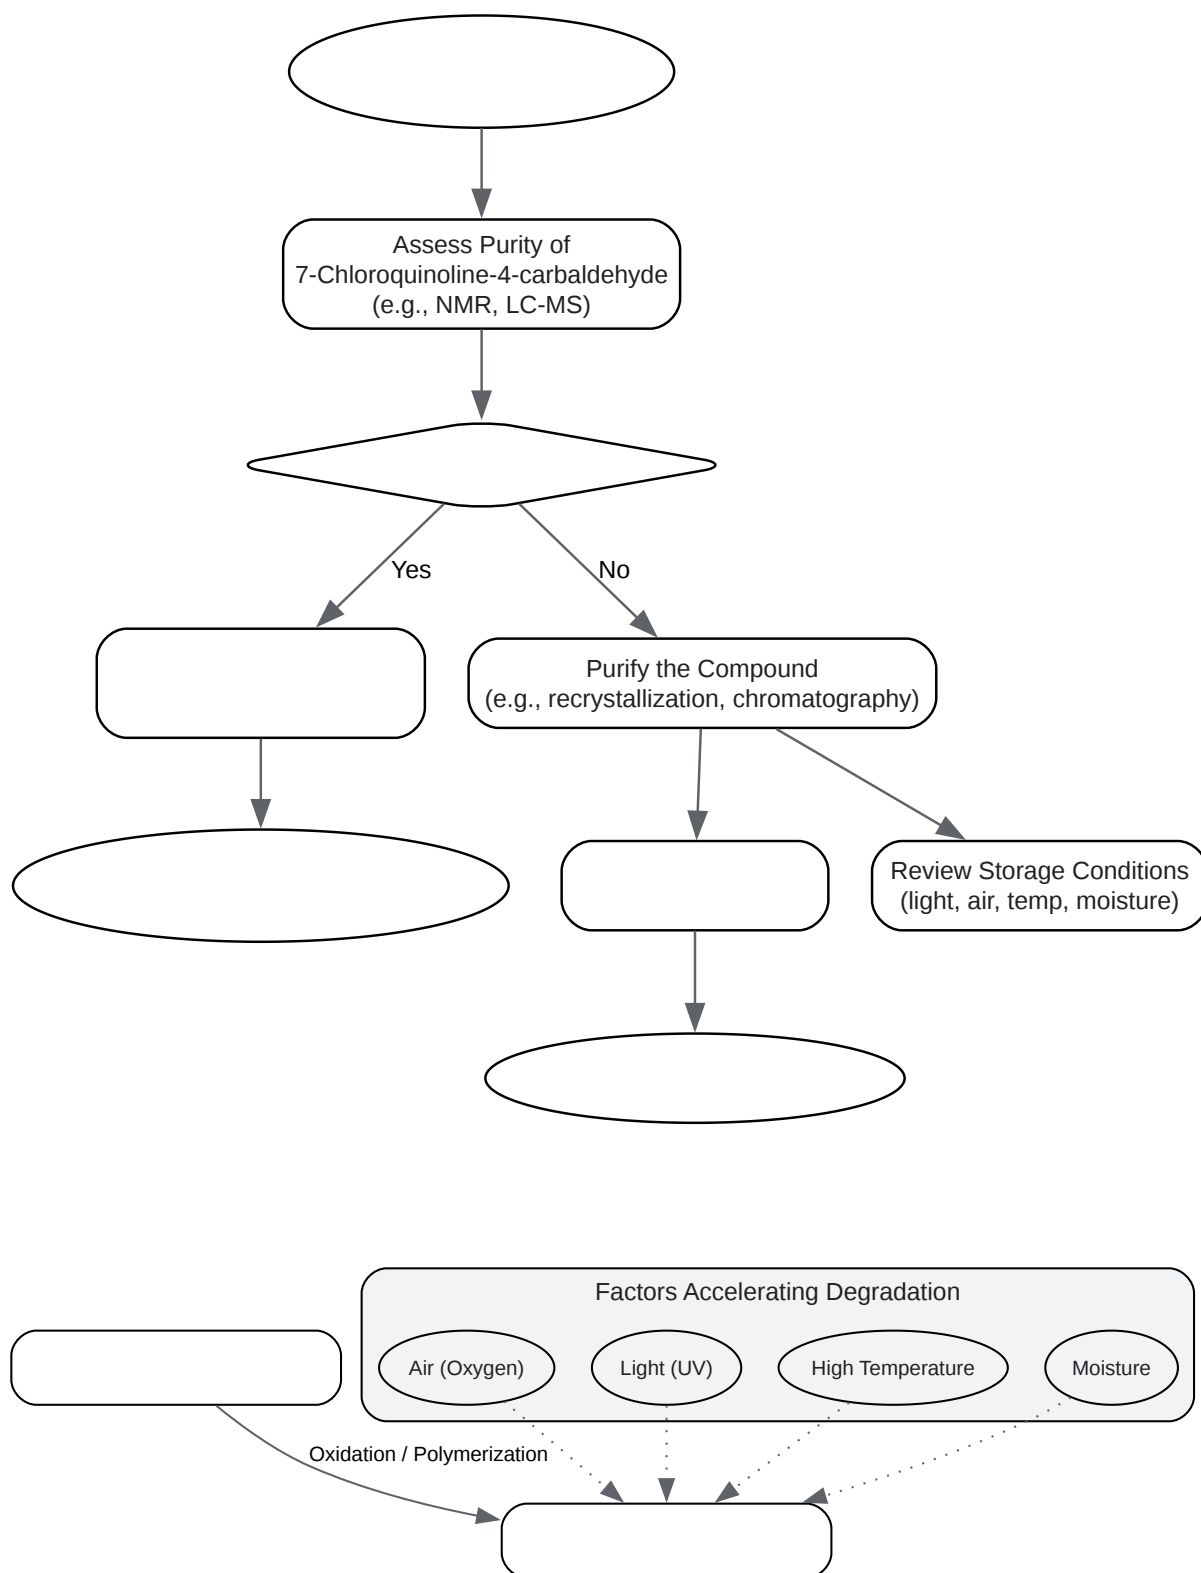 Assess Purity of
7-Chloroquinoline-4-carbaldehyde
(e.g., NMR, LC-MS)
Yes
No
Purify the Compound
(e.g., recrystallization, chromatography)
Review Storage Conditions
(light, air, temp, moisture)
Factors Accelerating Degradation
Air (Oxygen)
Light (UV)
High Temperature
Moisture
Oxidation / Polymerization